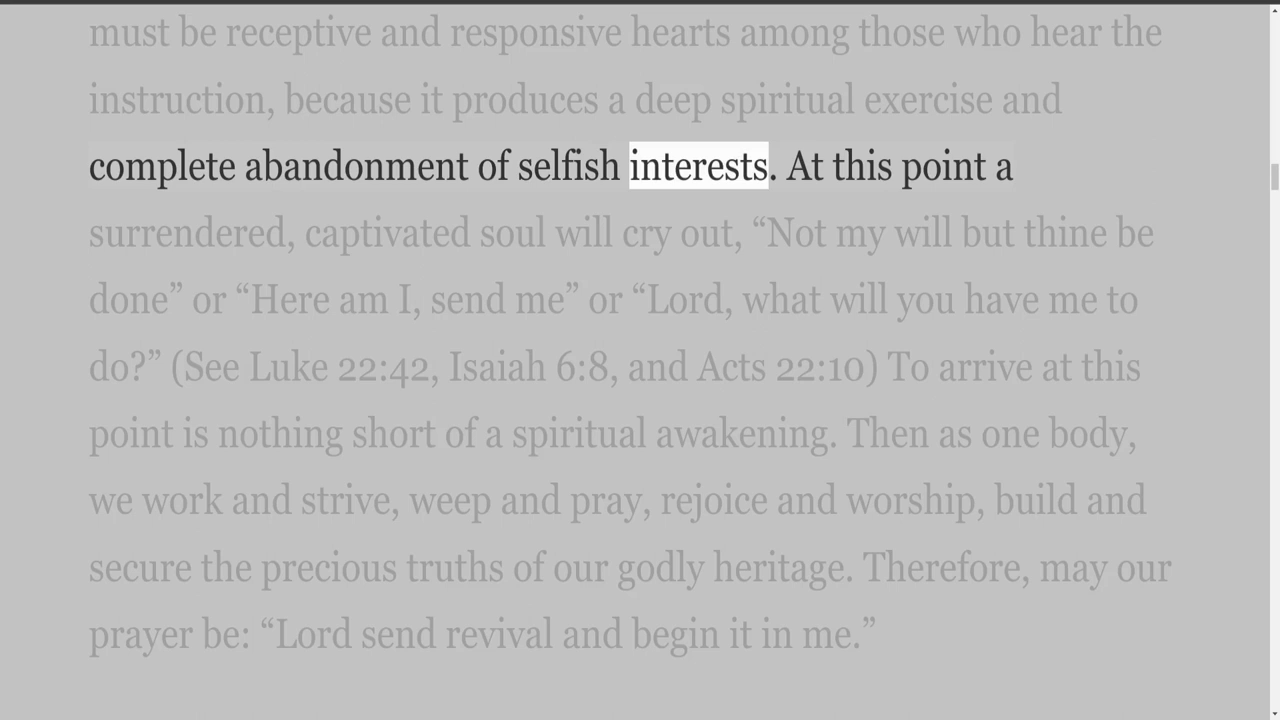 must be receptive and responsive hearts among those who hear the
instruction, because it produces a deep spiritual exercise and
complete abandonment of selfish interests. At this point a
surrendered, captivated soul will cry out, “Not my will but thine be
done” or “Here am I, send me” or “Lord, what will you have me to
do?” (See Luke 22:42, Isaiah 6:8, and Acts 22:10) To arrive at this
point is nothing short of a spiritual awakening. Then as one body,
we work and strive, weep and pray, rejoice and worship, build and
secure the precious truths of our godly heritage. Therefore, may our
prayer be: “Lord send revival and begin it in me.”